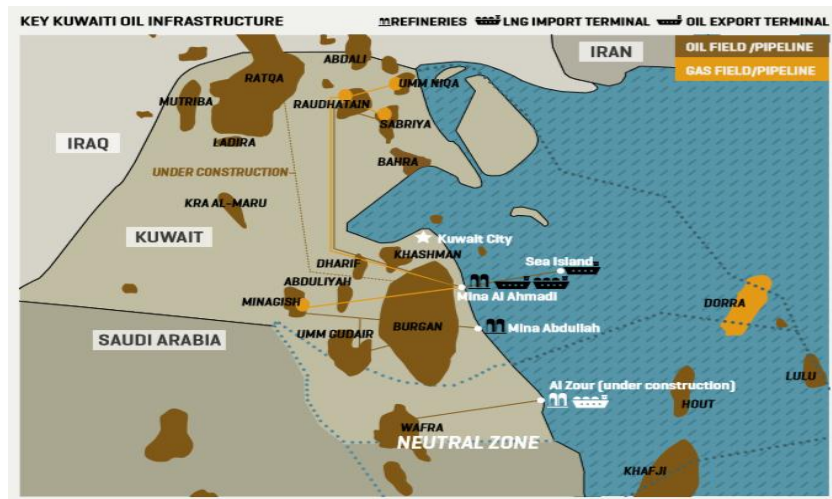 KEY KUWAITI OIL INFRASTRUCTURE
REFINERIES LNG IMPORT TERMINAL OIL EXPORT TERMINAL
OIL FIELD /PIPELINE
GAS FIELD/PIPELINE
IRAN
ABDALI
RATQA
UMM NIQA
MUTRIBA
RAUDHATAIN
SABRIYA
IRAQ
LADIRA
BAHRA
UNDER CONSTRUCTION
KRA AL-MARU
KUWAIT
Kuwait City
KHASHMAN
DHARIF
Sea Island
ABDULIYAH
Mina Al Ahmadi
MINAGISH
DORRA
BURGAN
Mina Abdullah
UMM GUDAIR
SAUDI ARABIA
LULU
Al Zour (under construction)
HOUT
WAFRA
NEUTRAL ZONE
KHAFJI